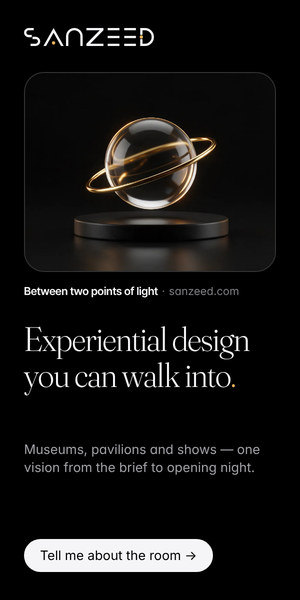 SANZEED
Between two points of light · sanzeed.com
Experiential design
you can walk into.
Museums, pavilions and shows — one
vision from the brief to opening night.
Tell me about the room →